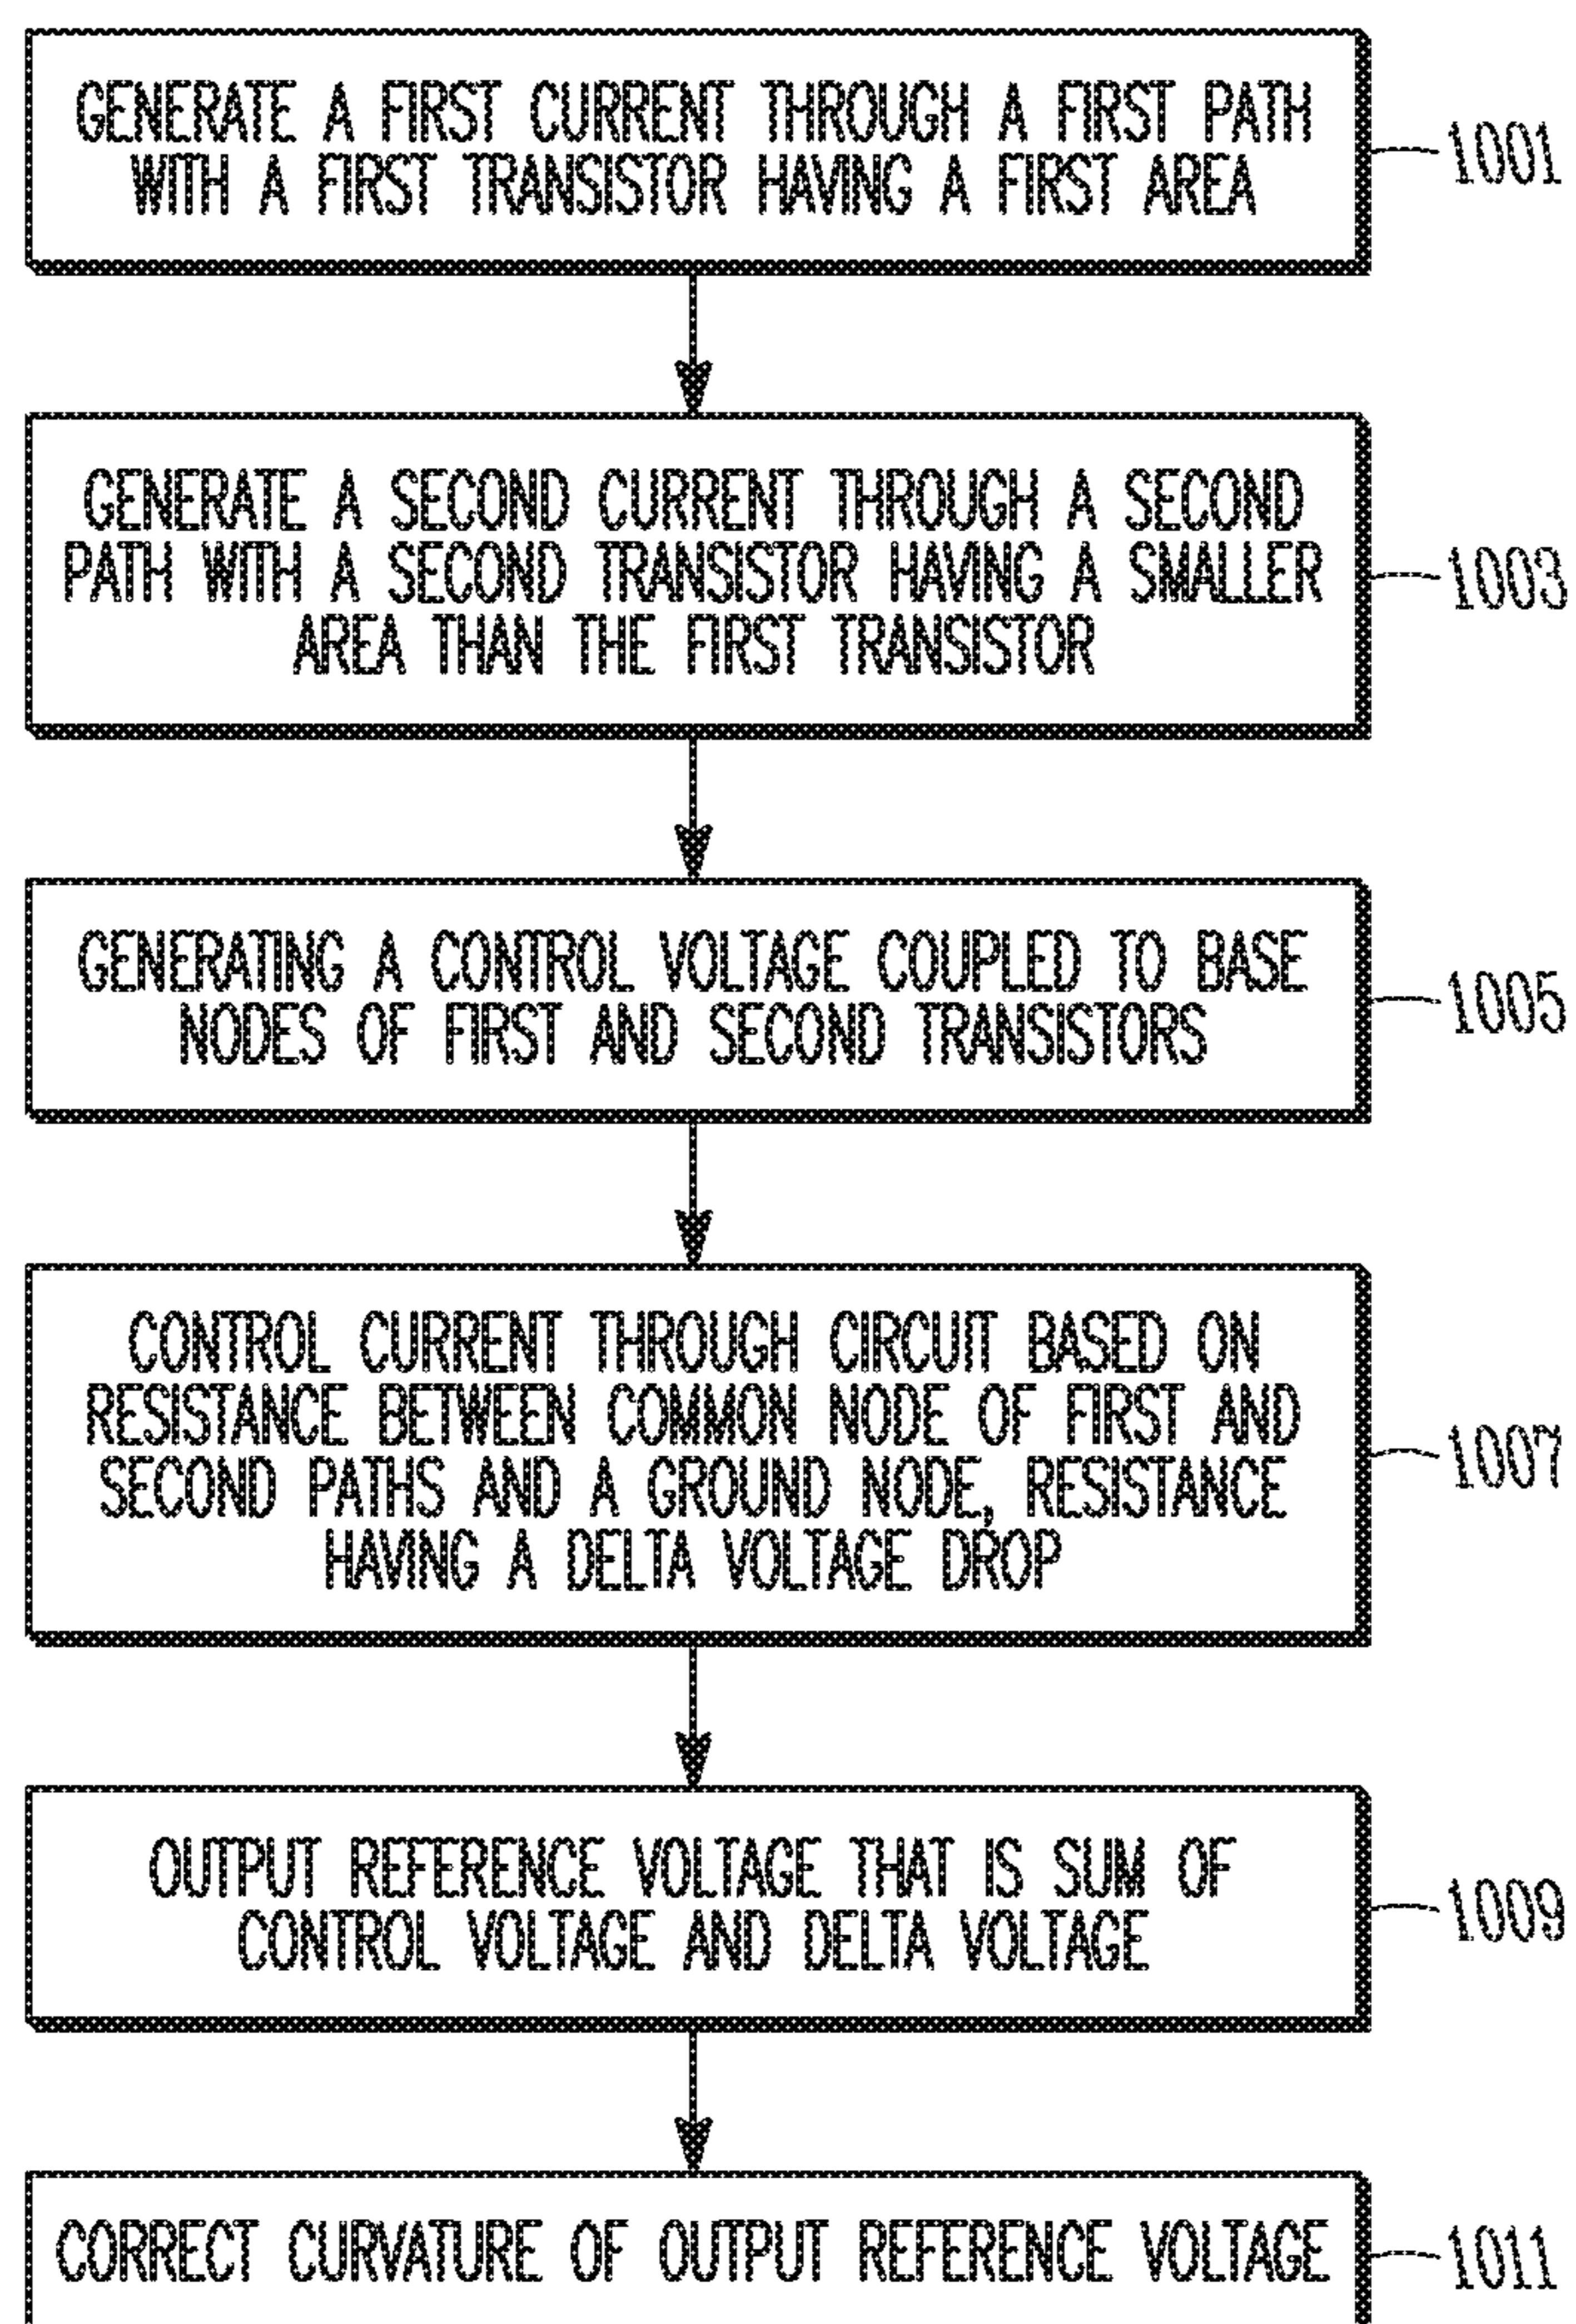 GENERATE A FIRST CURRENT THROUGH A FIRST PATH
WITH A FIRST TRANSISTOR HAVING A FIRST AREA
1001
GENERATE A SECOND CURRENT THROUGH A SECOND
PATH WITH A SECOND TRANSISTOR HAVING A SMALLER
AREA THAN THE FIRST TRANSISTOR
1003
GENERATING A CONTROL VOLTAGE COUPLED TO BASE
NODES OF FIRST AND SECOND TRANSISTORS
1005
CONTROL CURRENT THROUGH CIRCUIT BASED ON
RESISTANCE BETWEEN COMMON NODE OF FIRST AND
SECOND PATHS AND A GROUND NODE, RESISTANCE
HAVING A DELTA VOLTAGE DROP
1007
OUTPUT REFERENCE VOLTAGE THAT IS SUM OF
CONTROL VOLTAGE AND DELTA VOLTAGE
1009
CORRECT CURVATURE OF OUTPUT REFERENCE VOLTAGE
1011